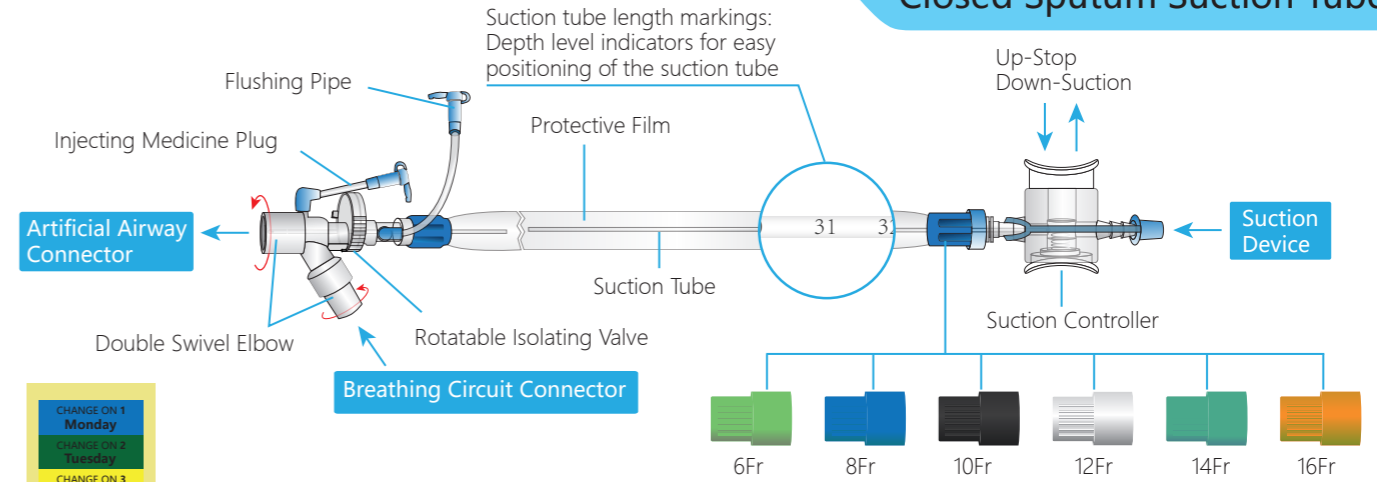 Closed Sputum Suction Tube
Suction tube length markings:
Depth level indicators for easy
positioning of the suction tube
Up-Stop
Down-Suction
Flushing Pipe
Protective Film
Injecting Medicine Plug
31
32
Artificial Airway
Connector
Suction
Device
Suction Tube
Suction Controller
Double Swivel Elbow
Rotatable Isolating Valve
Breathing Circuit Connector
CHANGE ON 1
Monday
CHANGE ON 2
Tuesday
CHANGE ON 3
6Fr
8Fr
10Fr
12Fr
14Fr
16Fr